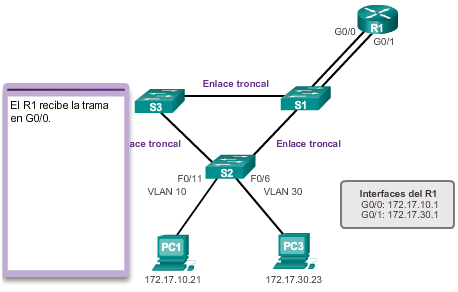 R1
G0/0
G0/1
Enlace troncal
S3
S1
El R1 recibe la trama
en G0/0.
ace troncal
Enlace troncal
S2
F0/11
F0/6
VLAN 10
VLAN 30
Interfaces del R1
G0/0: 172.17.10.1
G0/1: 172.17.30.1
PC1
PC3
172.17.10.21
172.17.30.23